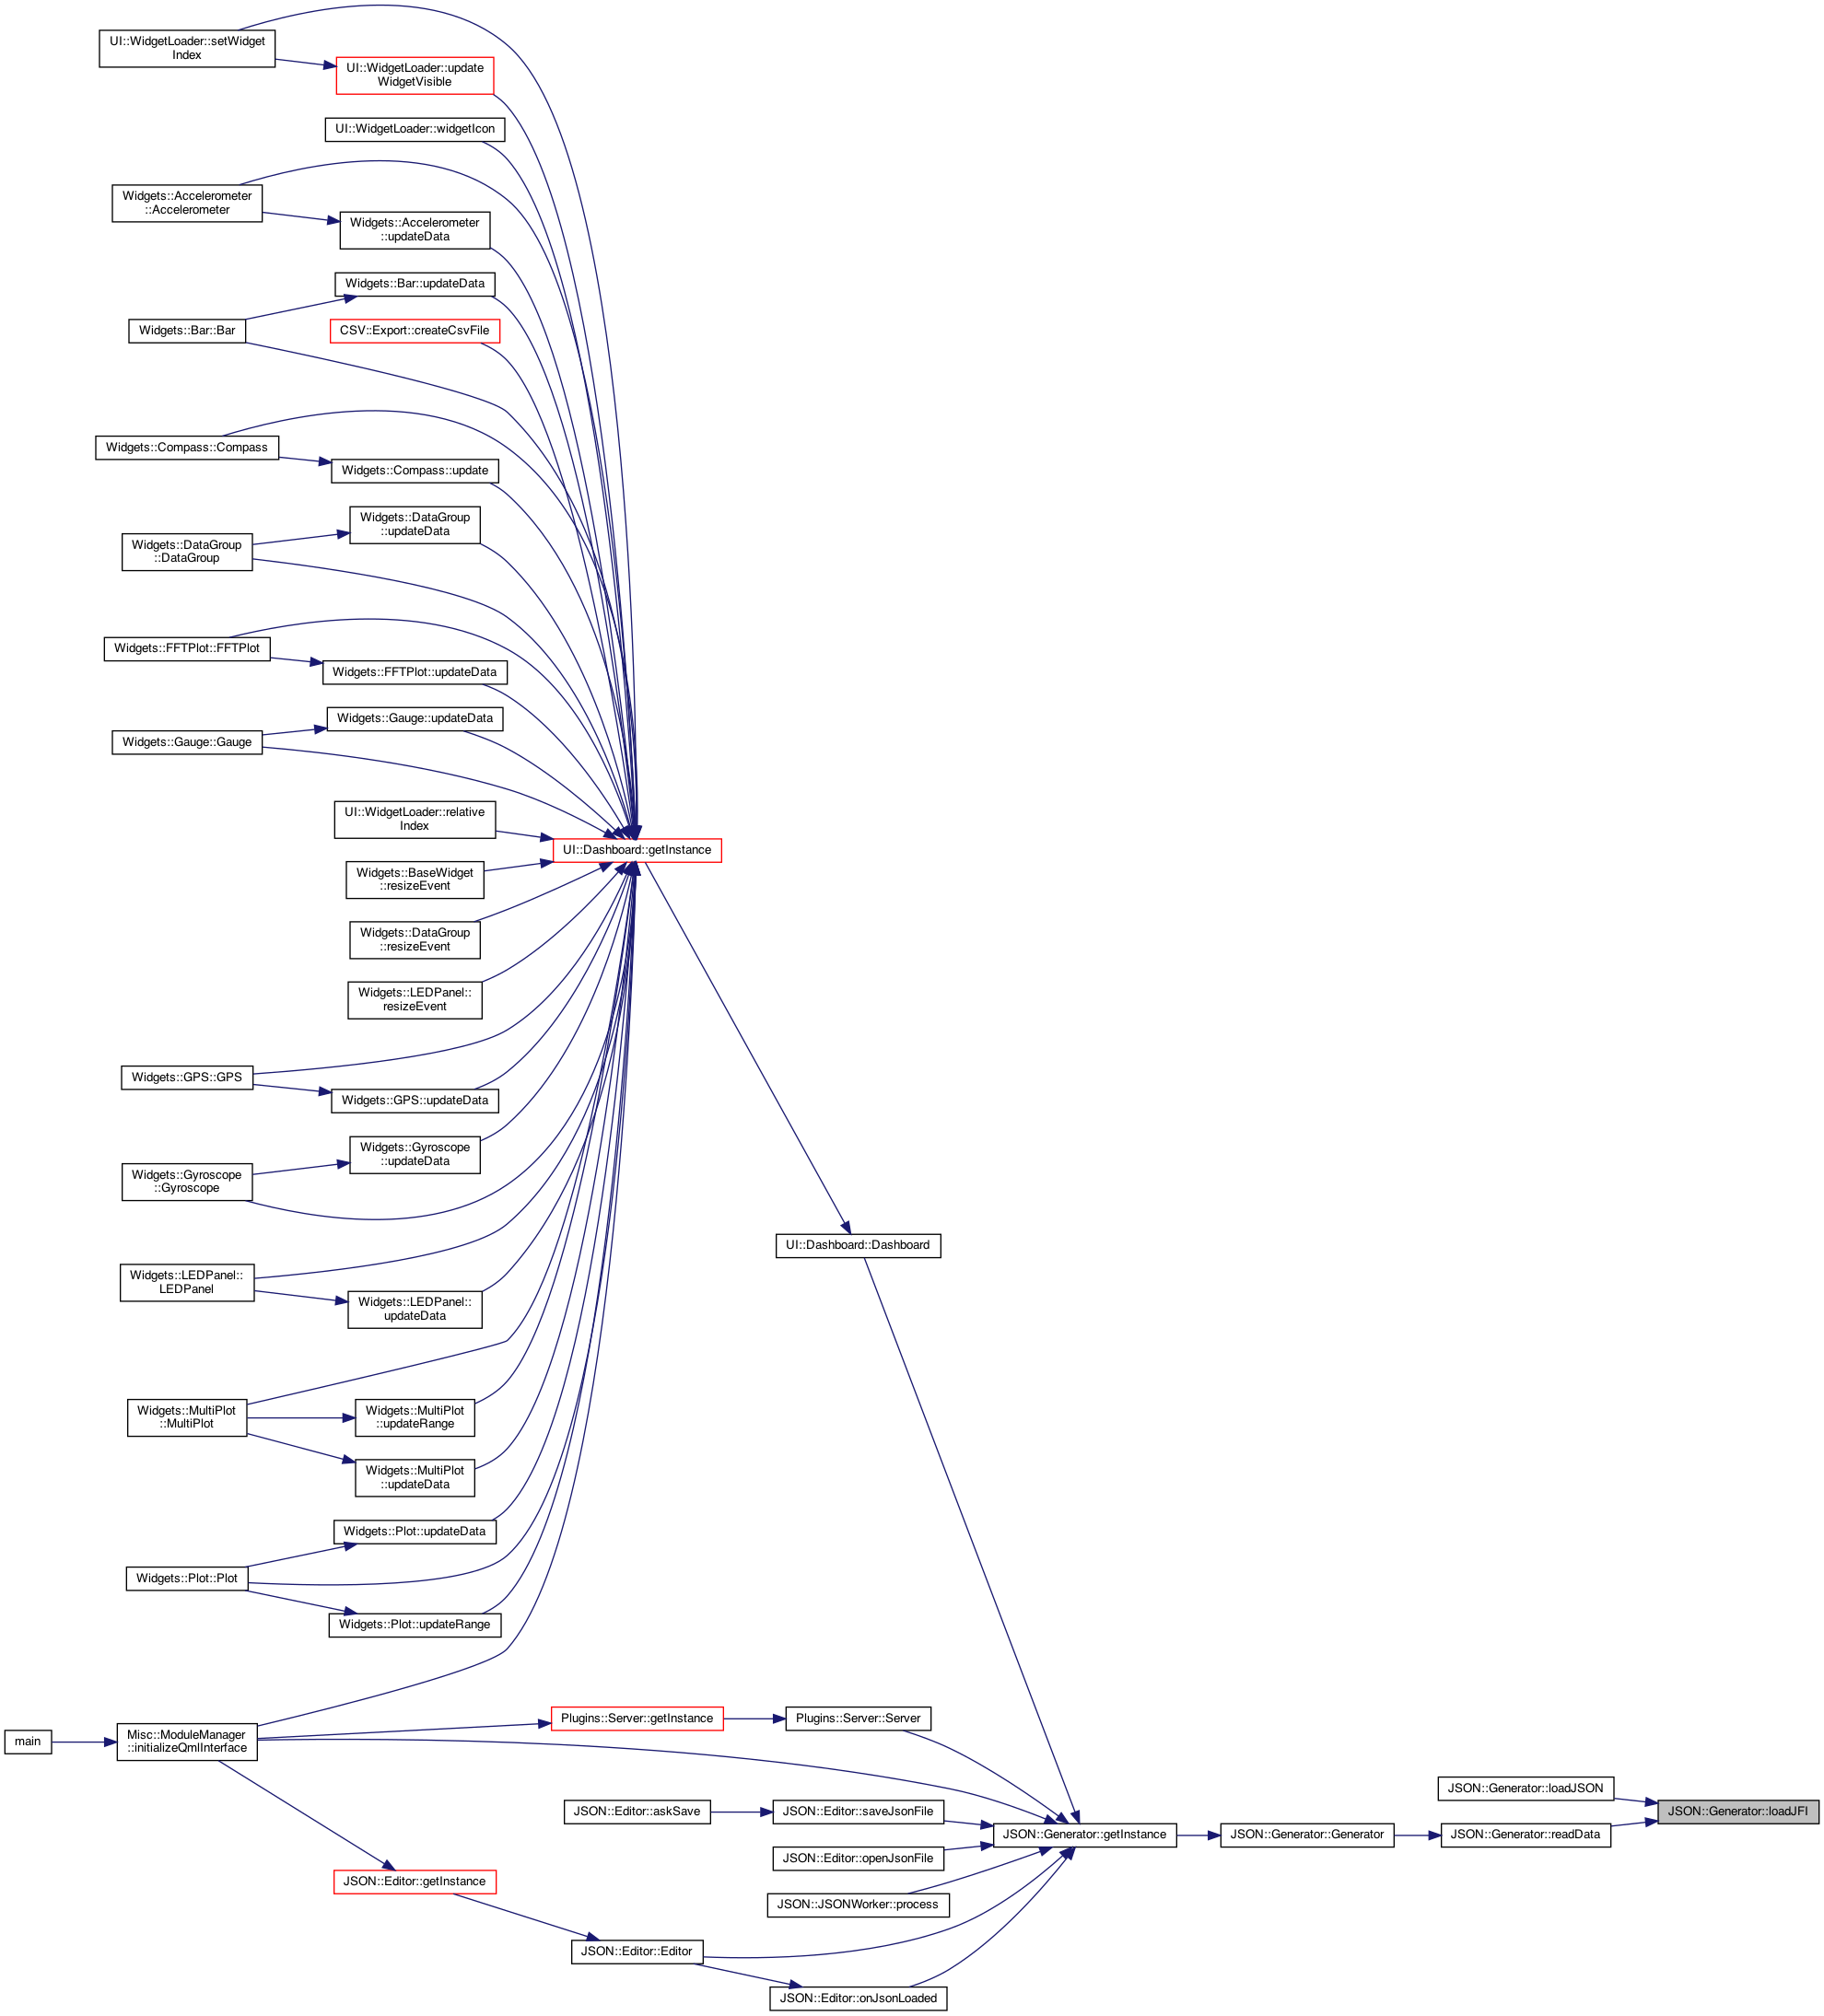 UI::WidgetLoader::setWidget
Index
UI::WidgetLoader::update
WidgetVisible
UI::WidgetLoader::widgetIcon
Widgets::Accelerometer
::Accelerometer
Widgets::Accelerometer
::updateData
Widgets::Bar::updateData
Widgets::Bar::Bar
CSV::Export::createCsvFile
Widgets::Compass::Compass
Widgets::Compass::update
Widgets::DataGroup
::updateData
Widgets::DataGroup
::DataGroup
Widgets::FFTPlot::FFTPlot
Widgets::FFTPlot::updateData
Widgets::Gauge::updateData
Widgets::Gauge::Gauge
UI::WidgetLoader::relative
Index
UI::Dashboard::getInstance
Widgets::BaseWidget
::resizeEvent
Widgets::DataGroup
::resizeEvent
Widgets::LEDPanel::
resizeEvent
Widgets::GPS::GPS
Widgets::GPS::updateData
Widgets::Gyroscope
::updateData
Widgets::Gyroscope
::Gyroscope
UI::Dashboard::Dashboard
Widgets::LEDPanel::
LEDPanel
Widgets::LEDPanel::
updateData
Widgets::MultiPlot
::MultiPlot
Widgets::MultiPlot
::updateRange
Widgets::MultiPlot
::updateData
Widgets::Plot::updateData
Widgets::Plot::Plot
Widgets::Plot::updateRange
Plugins::Server::getInstance
Plugins::Server::Server
main
Misc::ModuleManager
::initializeQmlInterface
JSON::Generator::loadJSON
JSON::Editor::askSave
JSON::Editor::saveJsonFile
JSON::Generator::loadJFI
JSON::Generator::getInstance
JSON::Generator::Generator
JSON::Generator::readData
JSON::Editor::openJsonFile
JSON::Editor::getInstance
JSON::JSONWorker::process
JSON::Editor::Editor
JSON::Editor::onJsonLoaded